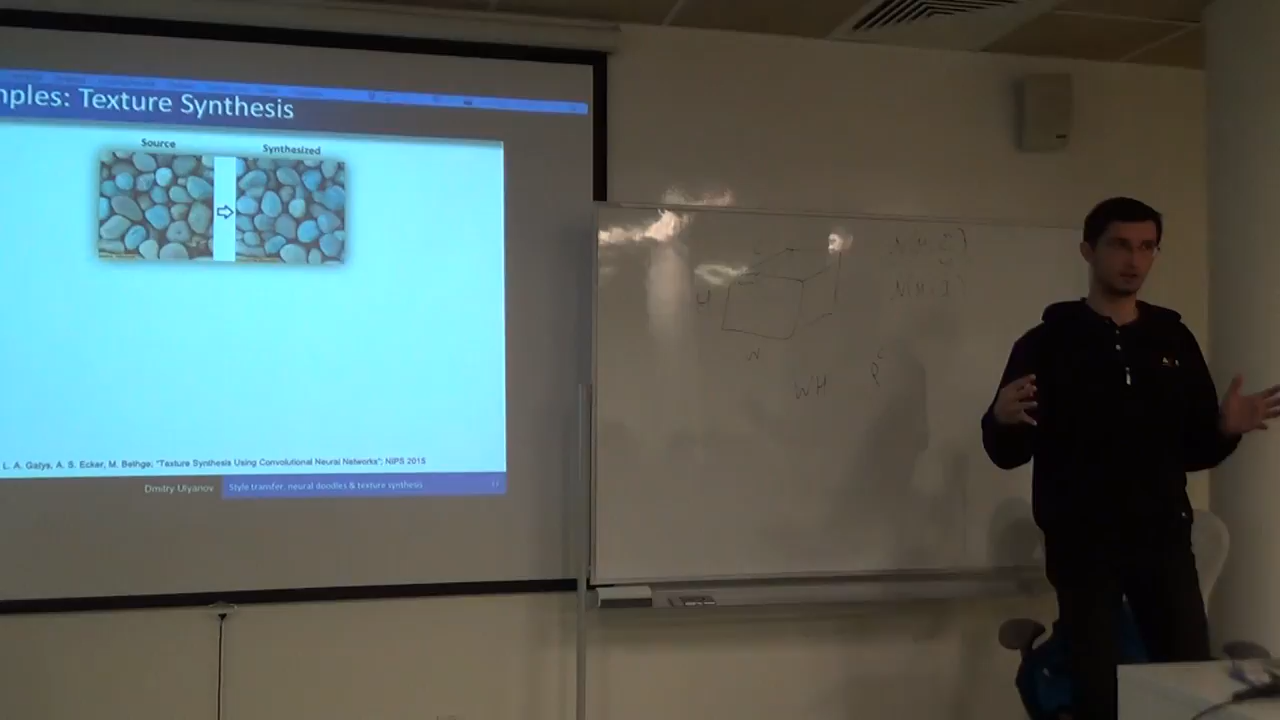 nples: Texture Synthesis
Source
Synthesized
L. A. Gatys, A. S. Ecker, M. Bethge; "Texture Synthesis Using Convolutional Neural Networks"; NIPS 2015
Dmitry Ulyanov
Style transfer, neural doodles & texture synthesis
H
W
WH